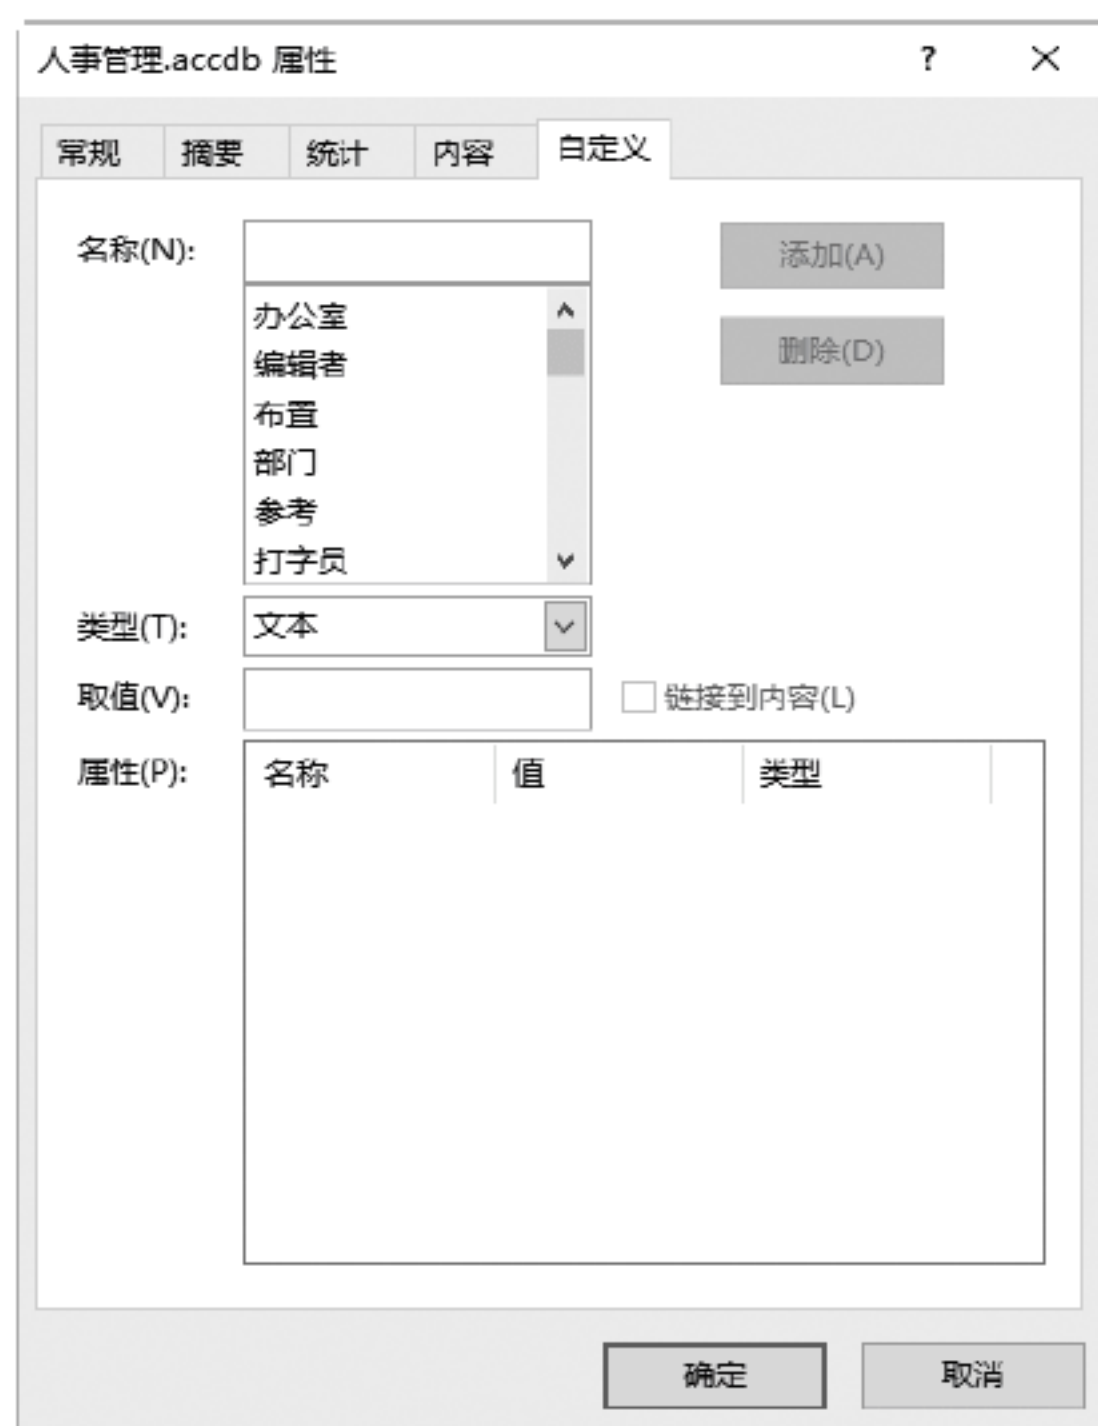 人事管理.accdb 属性 ?
常规 摘要 统计 内容 自定义
名称(N): 添加(A)
办公室
删除(D)
编辑者
布置
部门
参考
打字员
类型(T): 文本
取值(V): 链接到内容(L)
属性(P): 名称 值 类型
确定 取消